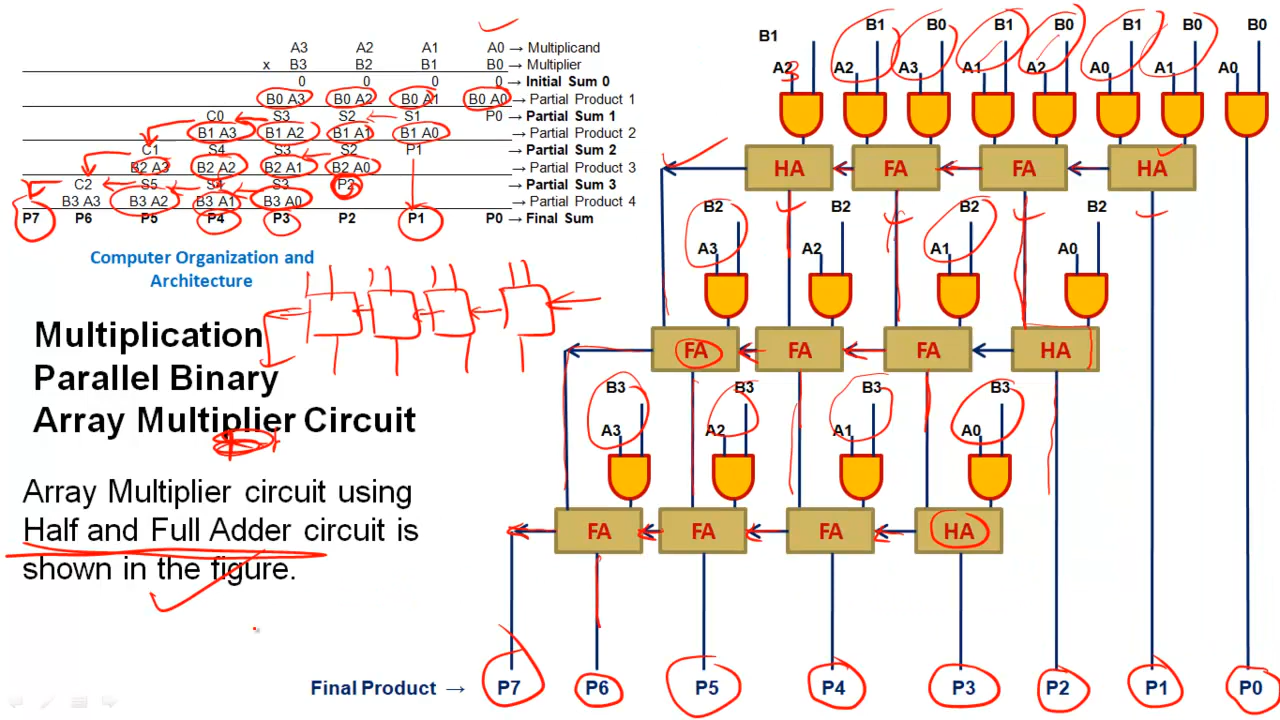 A3 A2 A1 A0 → Multiplicand
x B3 B2 B1 B0 → Multiplier
0 0 0 0 → Initial Sum 0
B0 A3 B0 A2 B0 A1 B0 A0 → Partial Product 1
C0 S3 S2 S1 P0 → Partial Sum 1
B1 A3 B1 A2 B1 A1 B1 A0 → Partial Product 2
C1 S4 S3 S2 P1 → Partial Sum 2
B2 A3 B2 A2 B2 A1 B2 A0 → Partial Product 3
C2 S5 S4 S3 P2 → Partial Sum 3
B3 A3 B3 A2 B3 A1 B3 A0 → Partial Product 4
P7 P6 P5 P4 P3 P2 P1 P0 → Final Sum
Computer Organization and
Architecture
Multiplication
Parallel Binary
Array Multiplier Circuit
Array Multiplier circuit using
Half and Full Adder circuit is
shown in the figure.
B1 B1 B0 B1 B0 B1 B0 B0
A2 A2 A3 A1 A2 A0 A1 A0
3
HA FA FA HA
B2 B2 B2 B2
A3 A2 A1 A0
FA FA FA HA
B3 B3 B3 B3
A3 A2 A1 A0
FA FA FA HA
Final Product → P7 P6 P5 P4 P3 P2 P1 P0